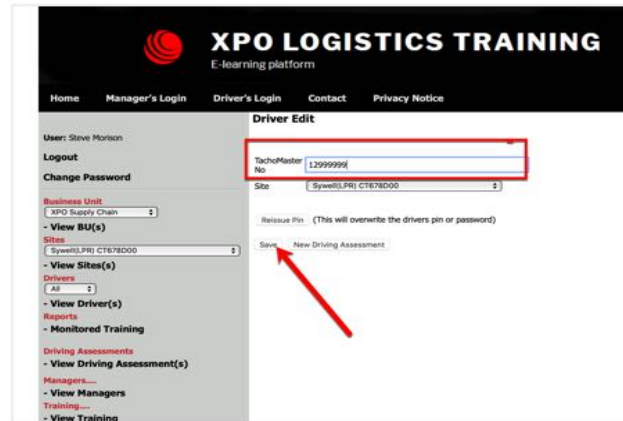 XPO LOGISTICS TRAINING
E-learning platform
Home Manager's Login Driver's Login Contact Privacy Notice
User: Steve Morison
Logout
Change Password
Business Unit
XPO Supply Chain
- View BU(s)
Sites
Sywell(LPR) CT678D00
- View Sites(s)
Drivers
All
- View Driver(s)
Reports
- Monitored Training
Driving Assessments
- View Driving Assessment(s)
Managers....
- View Managers
Training....
- View Training
Driver Edit
TachoMaster
No
12999999
Site Sywell(LPR) CT678D00
Reissue Pin (This will overwrite the drivers pin or password)
Save New Driving Assessment